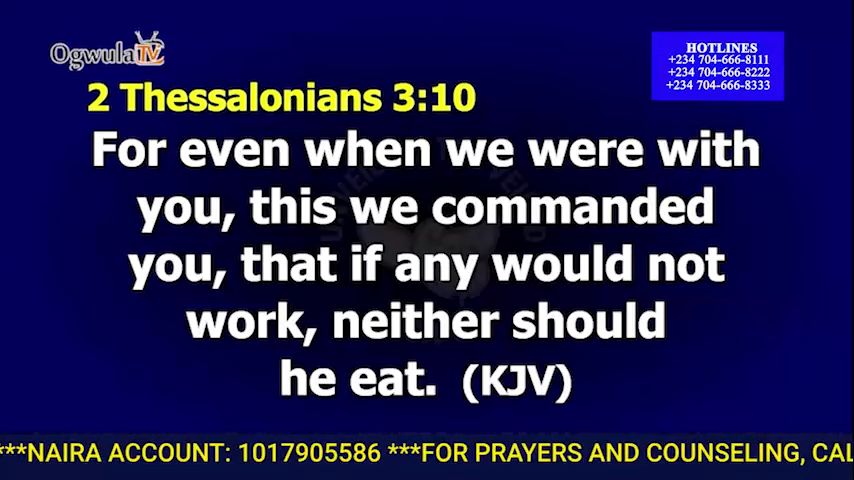 OgwulaTV
HOTLINES
+234 704-666-8111
+234 704-666-8222
+234 704-666-8333
2 Thessalonians 3:10
For even when we were with
you, this we commanded
you, that if any would not
work, neither should
he eat. (KJV)
***NAIRA ACCOUNT: 1017905586 ***FOR PRAYERS AND COUNSELING, CAL